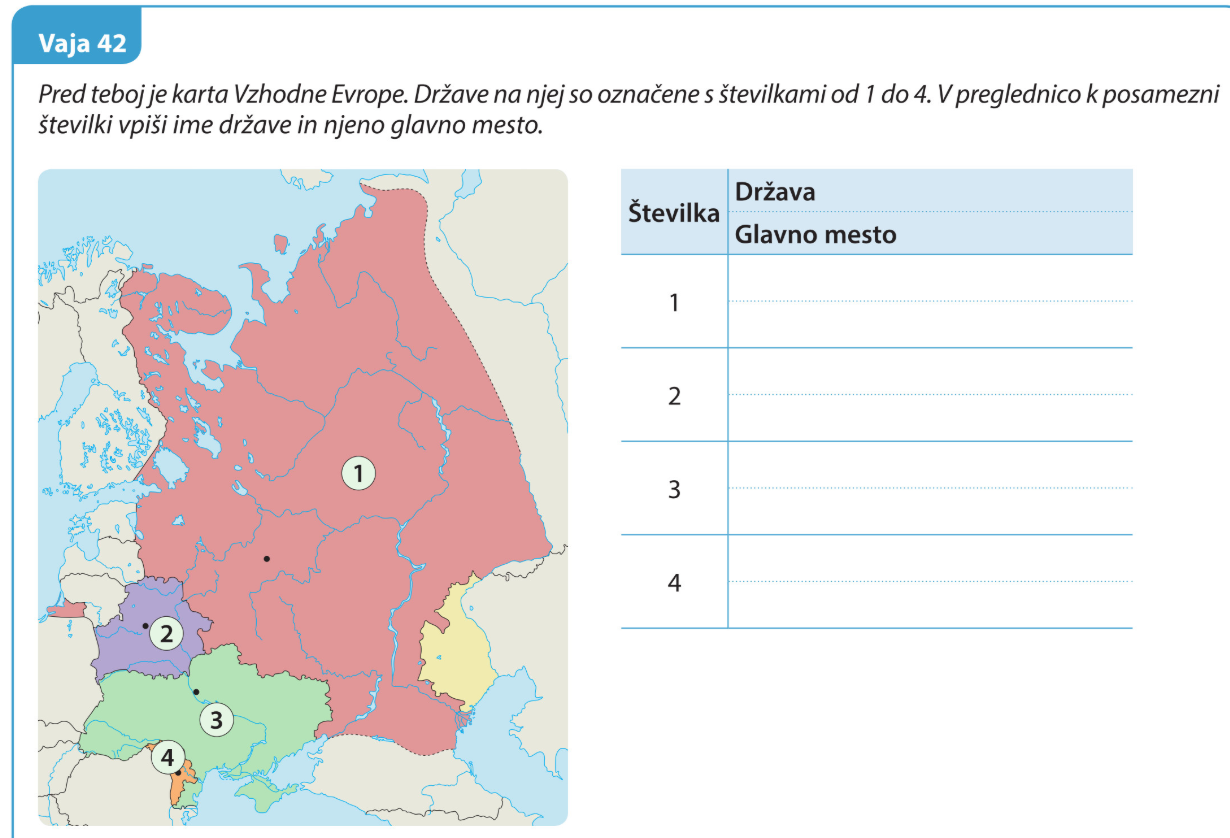 Vaja 42
Pred teboj je karta Vzhodne Evrope. Države na njej so označene s številkami od 1 do 4. V preglednico k posamezni
številki vpiši ime države in njeno glavno mesto.
1
2
3
4
Številka
Država
Glavno mesto
1
2
3
4